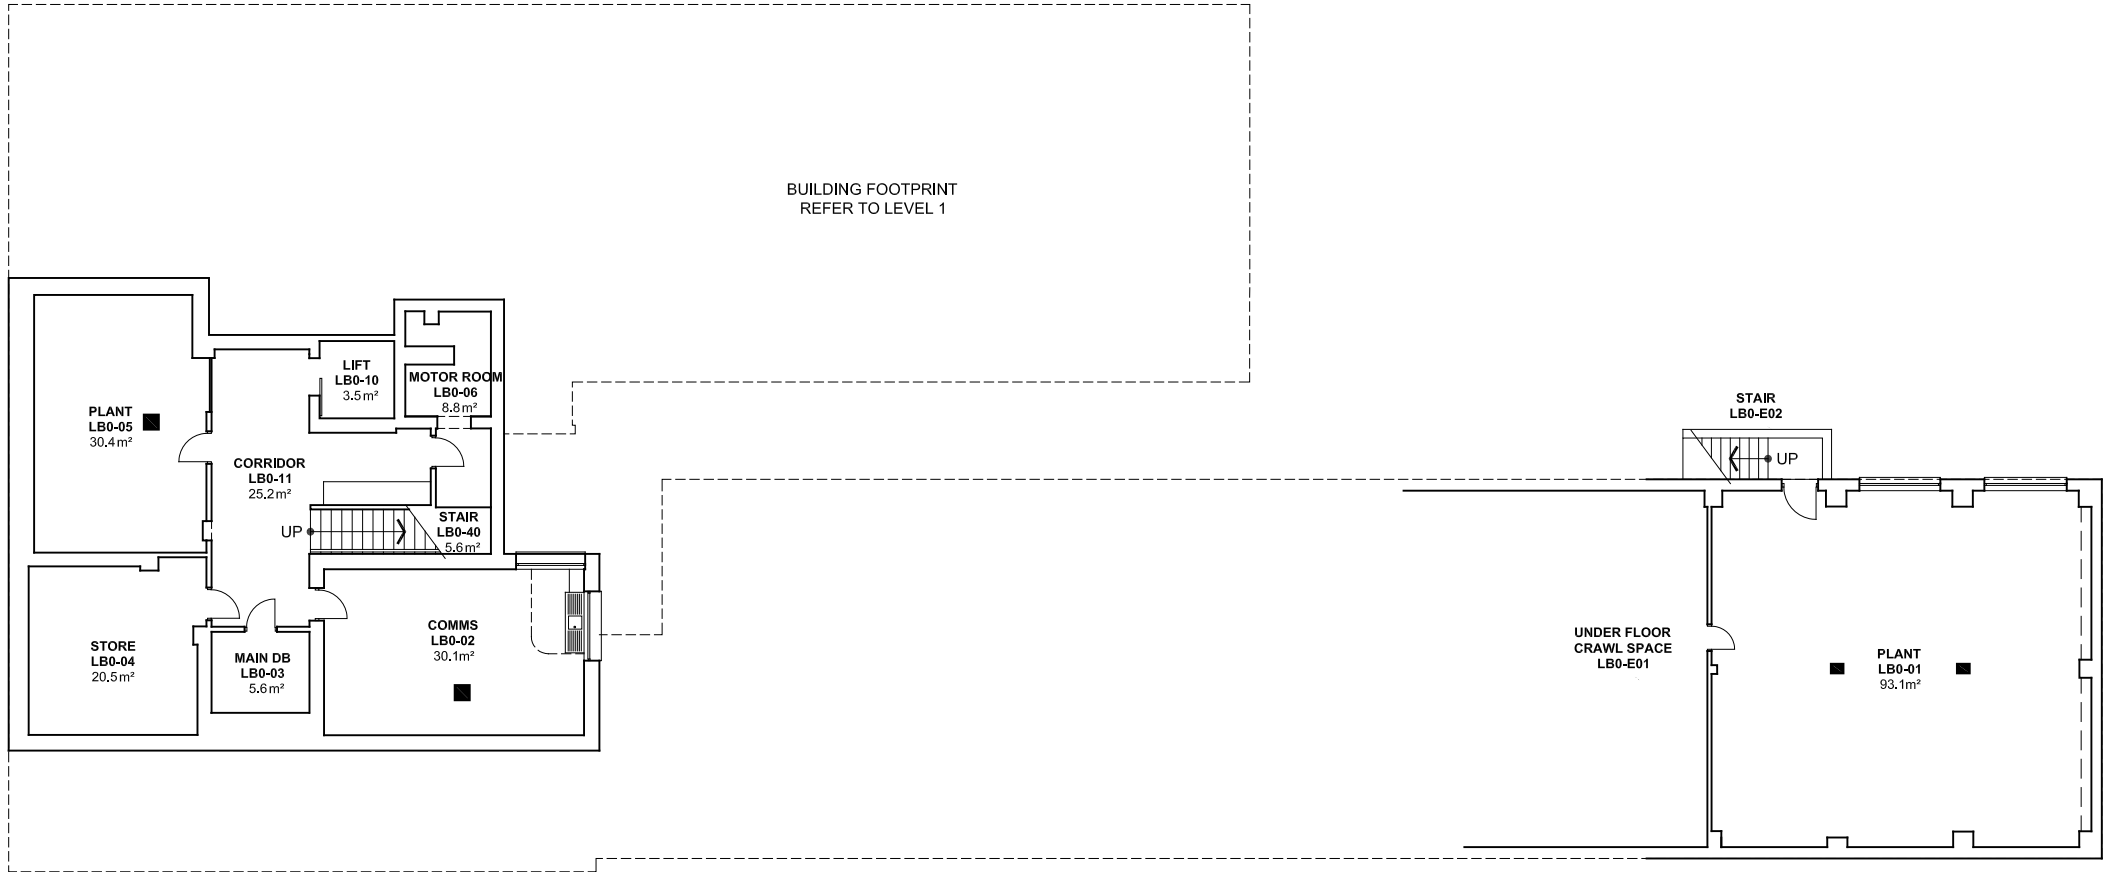 BUILDING FOOTPRINT
REFER TO LEVEL 1
LIFT
LB0-10
3.5m²
MOTOR ROOM
LB0-06
8.8m²
PLANT
LB0-05
30.4m²
CORRIDOR
LB0-11
25.2m²
UP
STAIR
LB0-40
5.6m²
STORE
LB0-04
20.5m²
MAIN DB
LB0-03
5.6m²
COMMS
LB0-02
30.1m²
STAIR
LB0-E02
UP
UNDER FLOOR
CRAWL SPACE
LB0-E01
PLANT
LB0-01
93.1m²